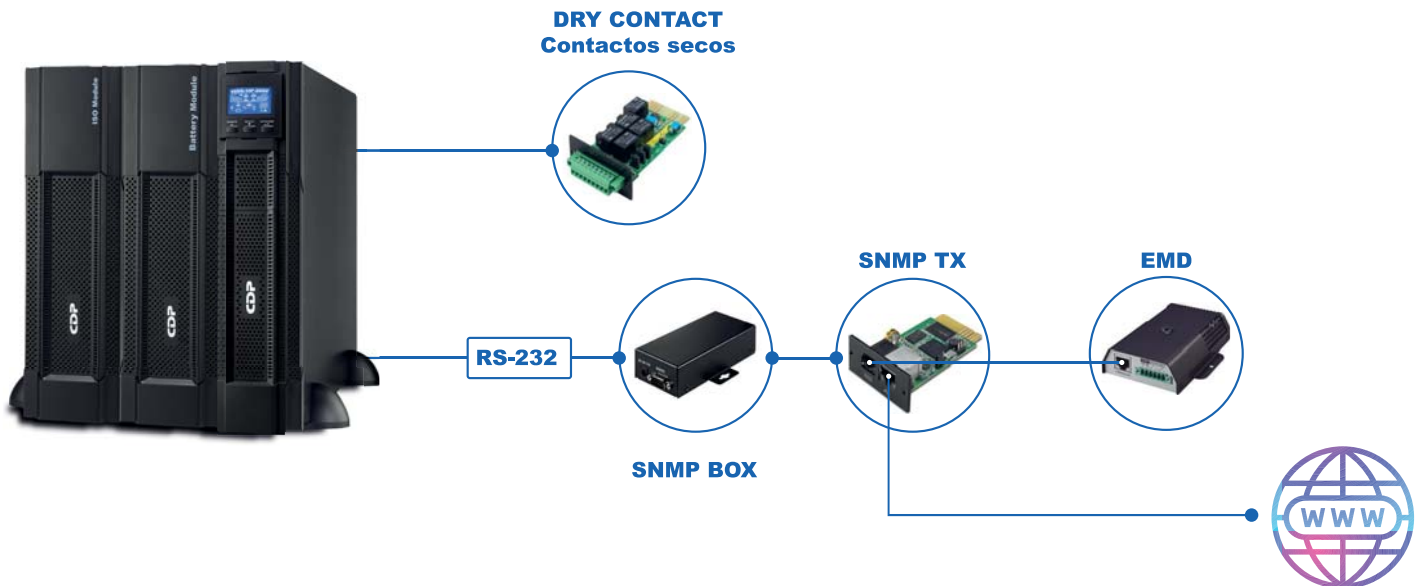 DRY CONTACT
Contactos secos
ISO Module
Battery Module
CDP
CDP
CDP
SNMP TX
EMD
RS-232
SNMP BOX
WWW